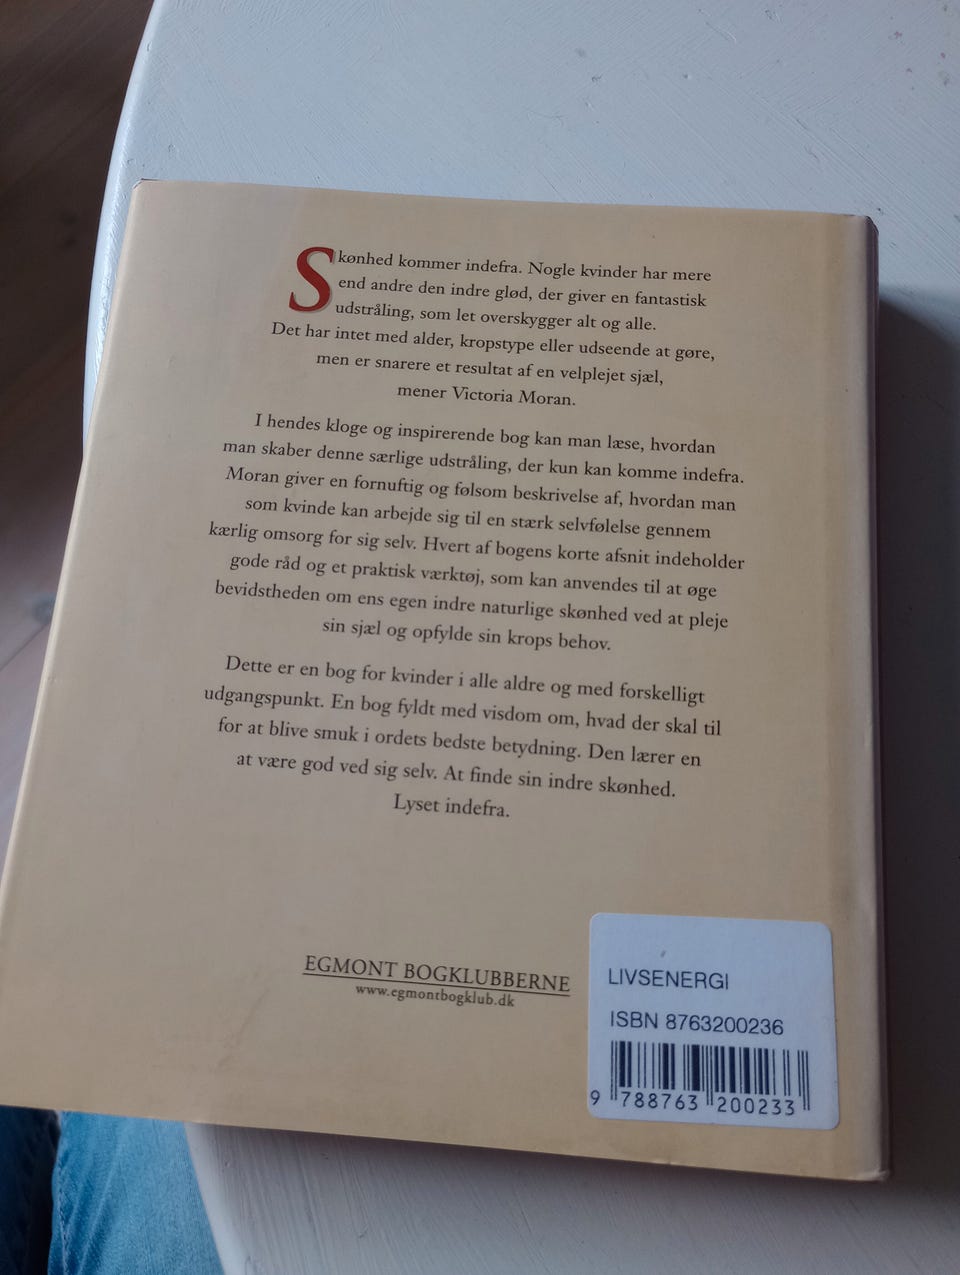 Skønhed kommer indefra. Nogle kvinder har mere
end andre den indre glød, der giver en fantastisk
udstråling, som let overskygger alt og alle.
Det har intet med alder, kropstype eller udseende at gøre,
men er snarere et resultat af en velplejet sjæl,
mener Victoria Moran.
I hendes kloge og inspirerende bog kan man læse, hvordan
man skaber denne særlige udstråling, der kun kan komme indefra.
Moran giver en fornuftig og følsom beskrivelse af, hvordan man
som kvinde kan arbejde sig til en stærk selvfølelse gennem
kærlig omsorg for sig selv. Hvert af bogens korte afsnit indeholder
gode råd og et praktisk værktøj, som kan anvendes til at øge
bevidstheden om ens egen indre naturlige skønhed ved at pleje
sin sjæl og opfylde sin krops behov.
Dette er en bog for kvinder i alle aldre og med forskelligt
udgangspunkt. En bog fyldt med visdom om, hvad der skal til
for at blive smuk i ordets bedste betydning. Den lærer en
at være god ved sig selv. At finde sin indre skønhed.
Lyset indefra.
EGMONT BOGKLUBBERNE
www.egmontbogklub.dk
LIVSENERGI
ISBN 8763200236
9 788763 200233